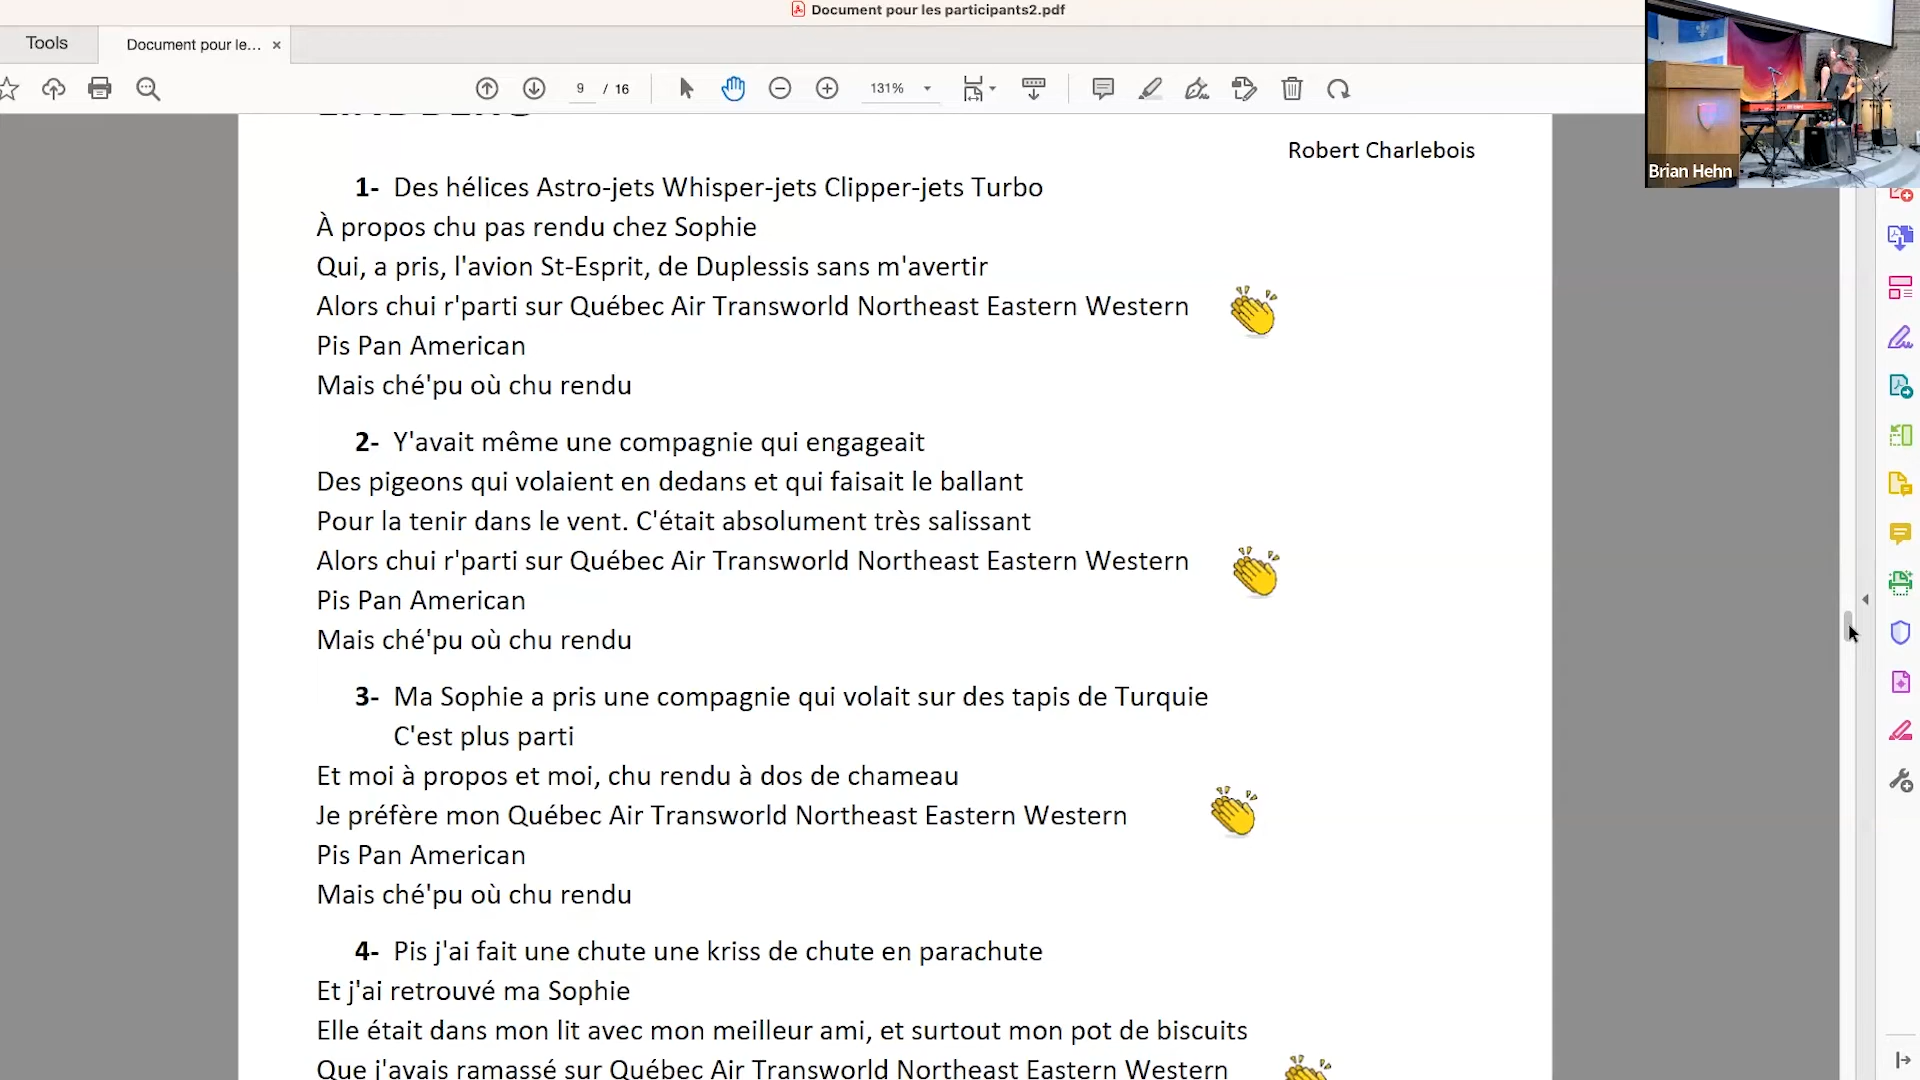 Document pour les participants2.pdf
Tools
Document pour le...
9 / 16
131%
Brian Hehn
Robert Charlebois
1- Des hélices Astro-jets Whisper-jets Clipper-jets Turbo
À propos chu pas rendu chez Sophie
Qui, a pris, l'avion St-Esprit, de Duplessis sans m'avertir
Alors chui r'parti sur Québec Air Transworld Northeast Eastern Western
Pis Pan American
Mais ché'pu où chu rendu
2- Y'avait même une compagnie qui engageait
Des pigeons qui volaient en dedans et qui faisait le ballant
Pour la tenir dans le vent. C'était absolument très salissant
Alors chui r'parti sur Québec Air Transworld Northeast Eastern Western
Pis Pan American
Mais ché'pu où chu rendu
3- Ma Sophie a pris une compagnie qui volait sur des tapis de Turquie
C'est plus parti
Et moi à propos et moi, chu rendu à dos de chameau
Je préfère mon Québec Air Transworld Northeast Eastern Western
Pis Pan American
Mais ché'pu où chu rendu
4- Pis j'ai fait une chute une kriss de chute en parachute
Et j'ai retrouvé ma Sophie
Elle était dans mon lit avec mon meilleur ami, et surtout mon pot de biscuits
Que j'avais ramassé sur Québec Air Transworld Northeast Eastern Western